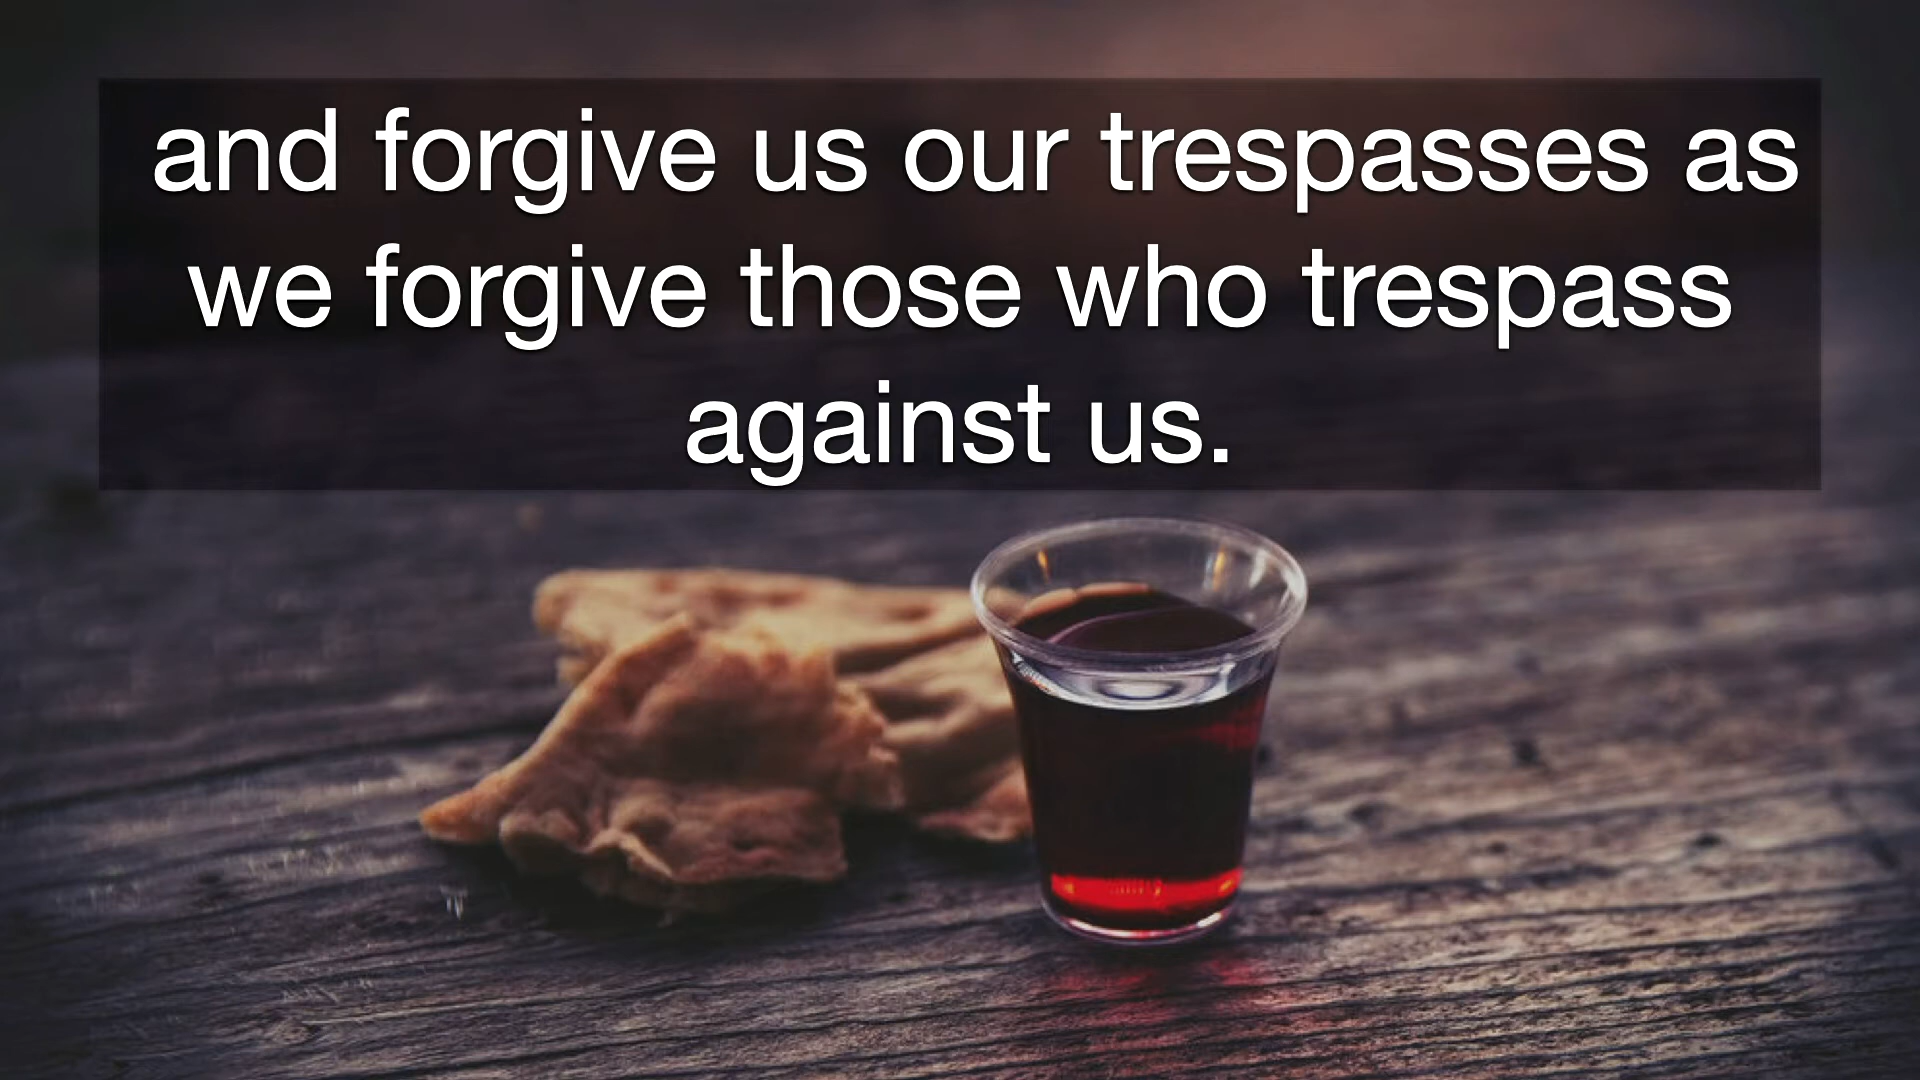 and forgive us our trespasses as
we forgive those who trespass
against us.